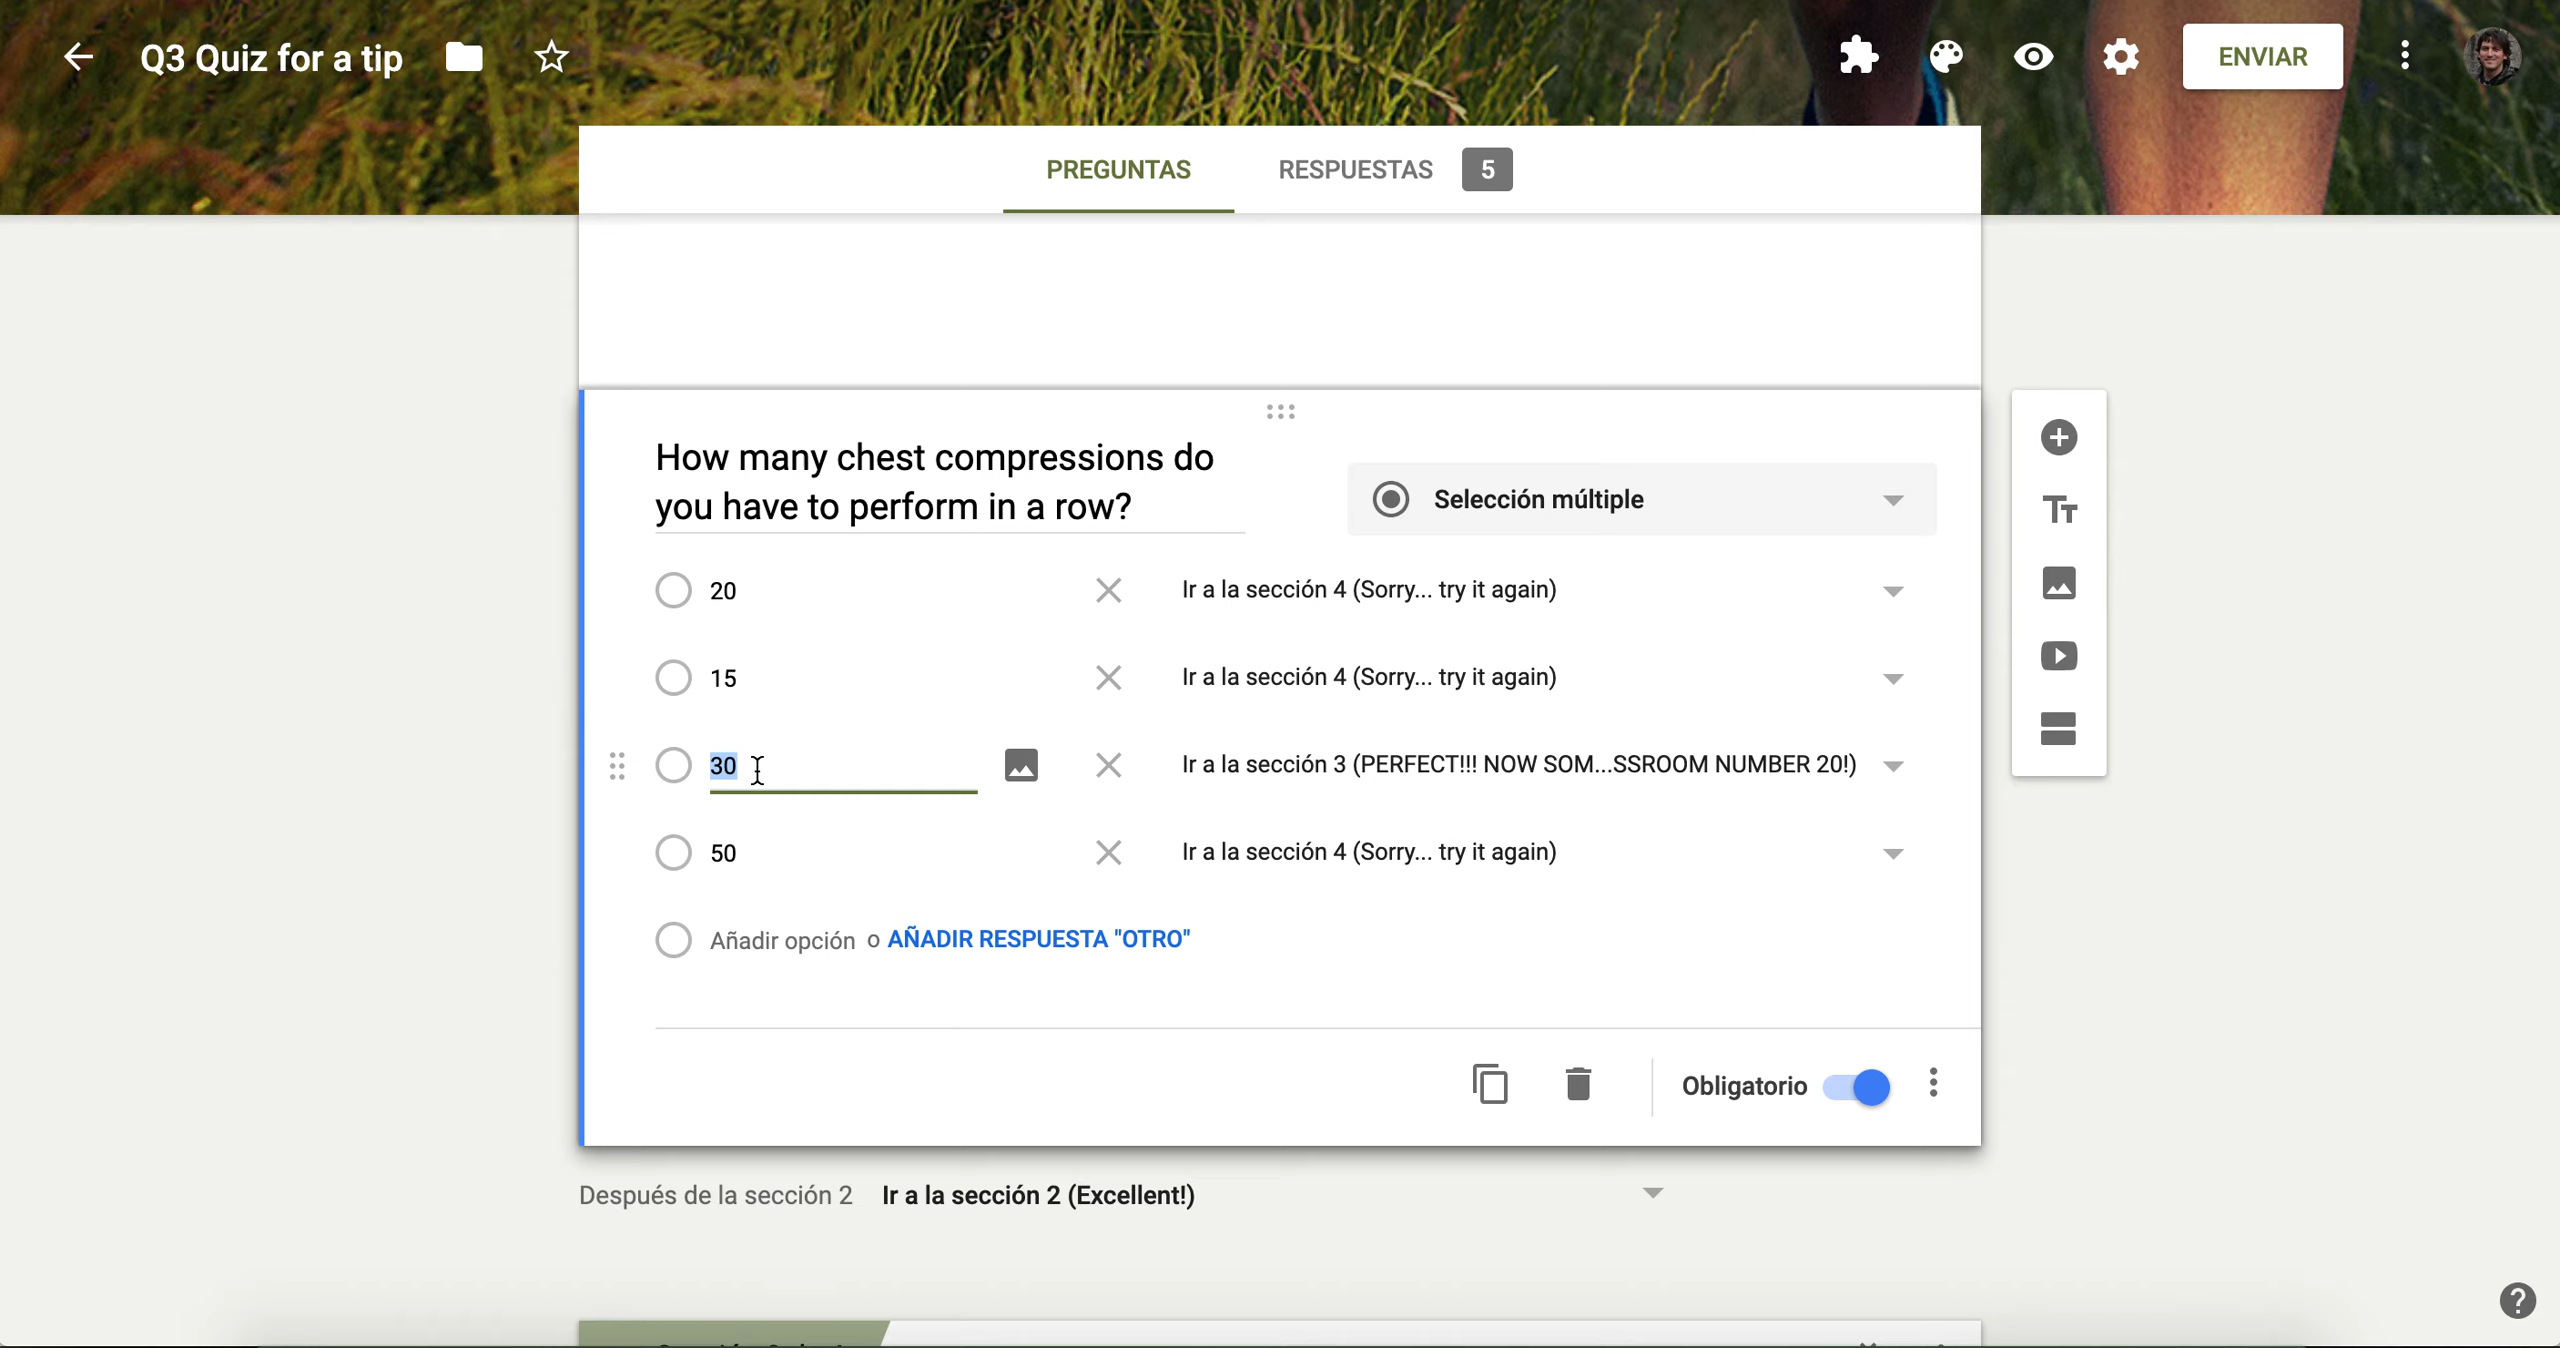 Q3 Quiz for a tip
ENVIAR
PREGUNTAS
RESPUESTAS 5
How many chest compressions do
you have to perform in a row?
Selección múltiple
20
Ir a la sección 4 (Sorry... try it again)
15
Ir a la sección 4 (Sorry... try it again)
30
Ir a la sección 3 (PERFECT!!! NOW SOM...SSROOM NUMBER 20!)
50
Ir a la sección 4 (Sorry... try it again)
Añadir opción o AÑADIR RESPUESTA "OTRO"
Obligatorio
Después de la sección 2 Ir a la sección 2 (Excellent!)